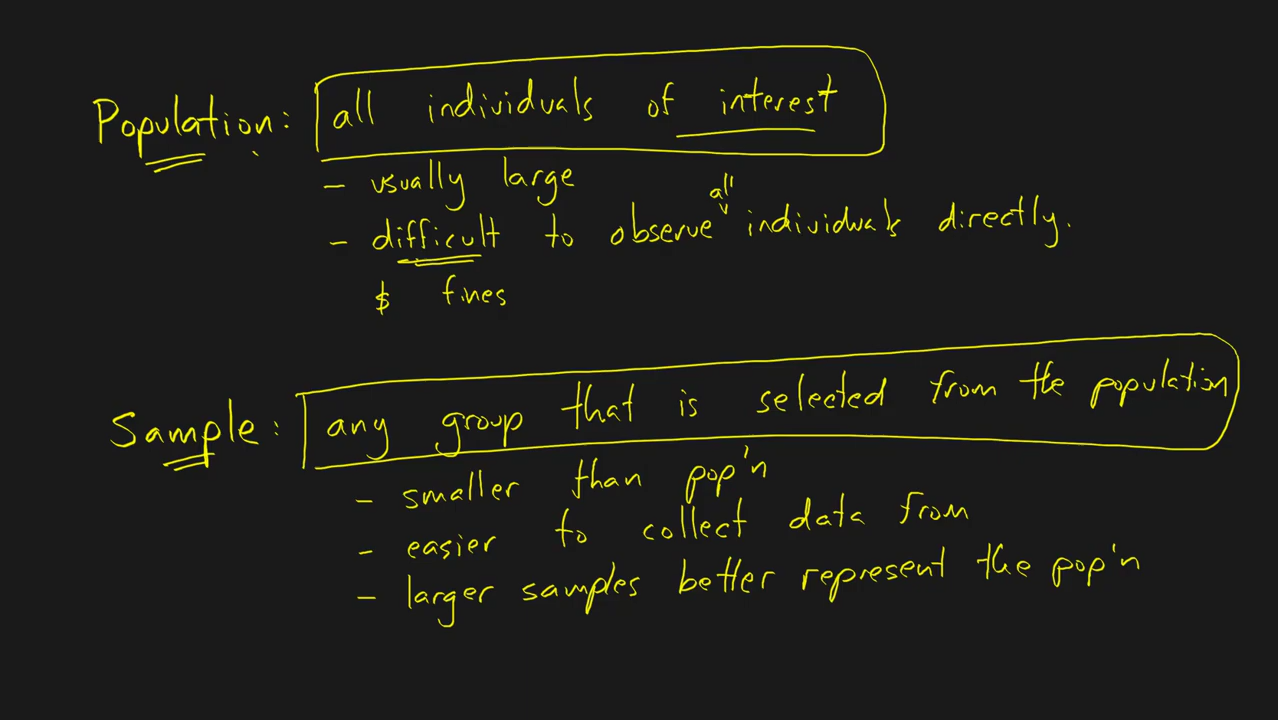 Population: all individuals of interest
- usually large
- difficult to observe all individuals directly.
$ fines
Sample: any group that is selected from the population
- smaller than pop'n
- easier to collect data from
- larger samples better represent the pop'n